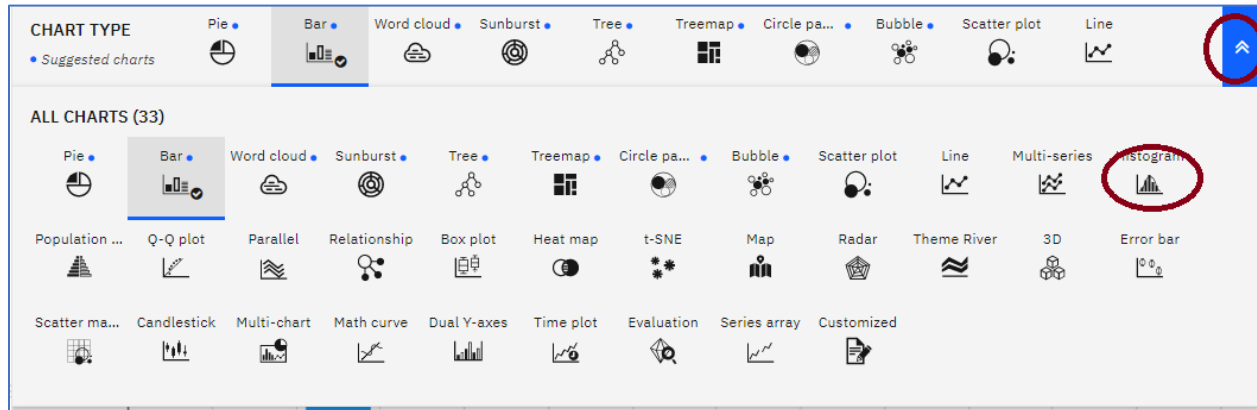 CHART TYPE
• Suggested charts
Pie • Bar • Word cloud • Sunburst • Tree • Treemap • Circle pa... • Bubble • Scatter plot Line
ALL CHARTS (33)
Pie • Bar • Word cloud • Sunburst • Tree • Treemap • Circle pa... • Bubble • Scatter plot Line Multi-series Histogram
Population ... Q-Q plot Parallel Relationship Box plot Heat map t-SNE Map Radar Theme River 3D Error bar
Scatter ma... Candlestick Multi-chart Math curve Dual Y-axes Time plot Evaluation Series array Customized